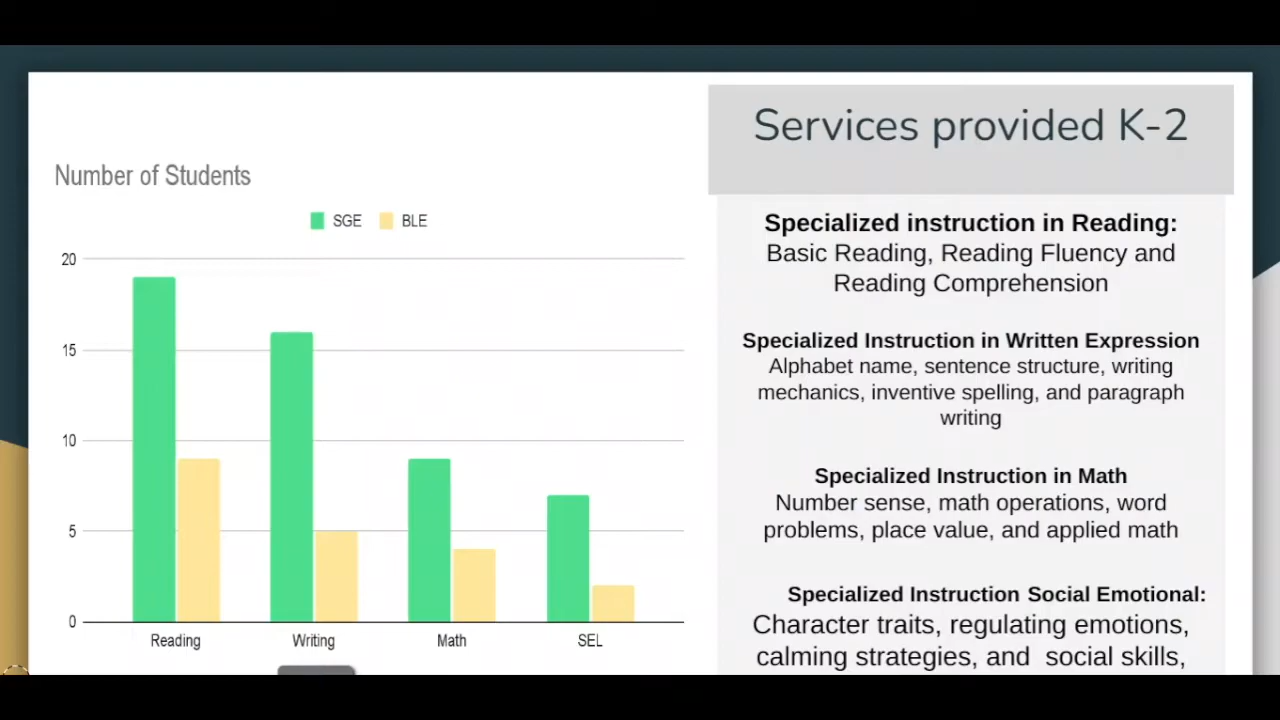 Services provided K-2
Number of Students
SGE
BLE
20
15
10
5
0
Reading
Writing
Math
SEL
Specialized instruction in Reading:
Basic Reading, Reading Fluency and
Reading Comprehension
Specialized Instruction in Written Expression
Alphabet name, sentence structure, writing
mechanics, inventive spelling, and paragraph
writing
Specialized Instruction in Math
Number sense, math operations, word
problems, place value, and applied math
Specialized Instruction Social Emotional:
Character traits, regulating emotions,
calming strategies, and  social skills,